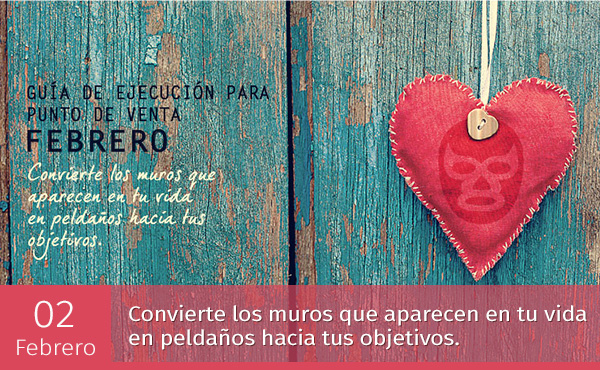 GUÍA DE EJECUCIÓN PARA
PUNTO DE VENTA
FEBRERO
Convierte los muros que
aparecen en tu vida
en peldaños hacia tus
objetivos.
02
Febrero
Convierte los muros que aparecen en tu vida
en peldaños hacia tus objetivos.